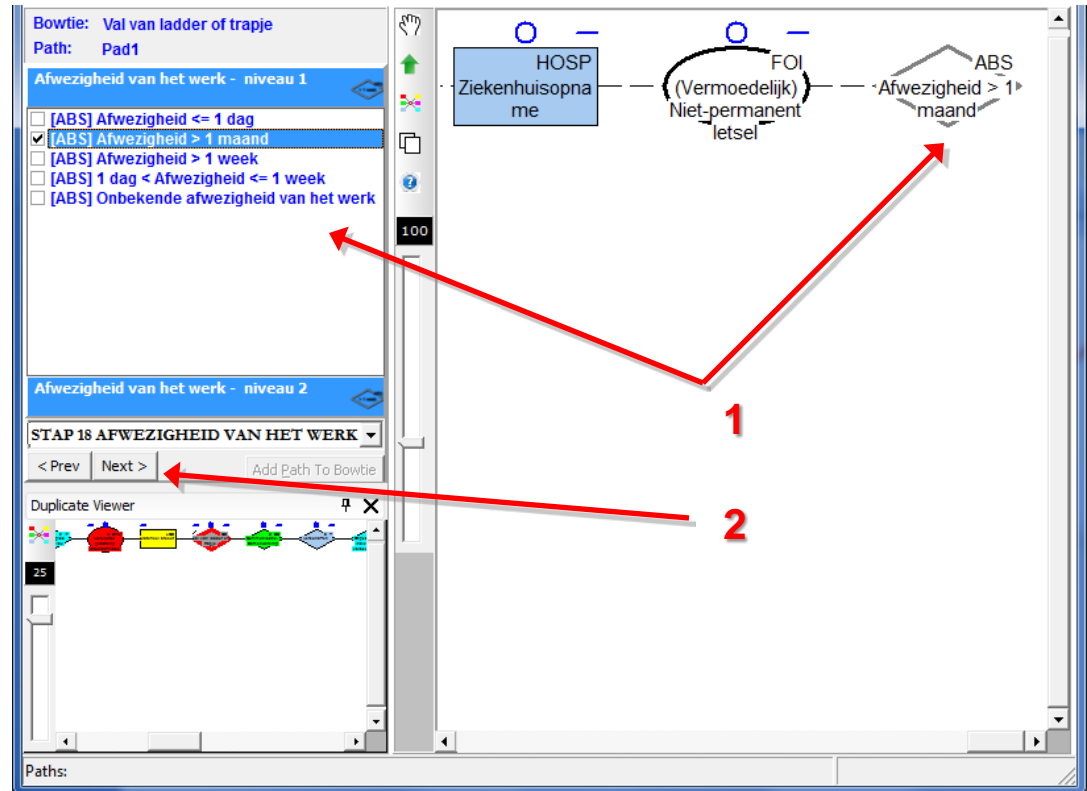 Bowtie: Val van ladder of trapje
Path: Pad1
Afwezigheid van het werk - niveau 1
[ABS] Afwezigheid <= 1 dag
[ABS] Afwezigheid > 1 maand
[ABS] Afwezigheid > 1 week
[ABS] 1 dag < Afwezigheid <= 1 week
[ABS] Onbekende afwezigheid van het werk
Afwezigheid van het werk - niveau 2
STAP 18 AFWEZIGHEID VAN HET WERK
< Prev
Next >
Add Path To Bowtie
Duplicate Viewer
25
100
HOSP
Ziekenhuisopna
me
FOI
(Vermoedelijk)
Niet-permanent
letsel
ABS
Afwezigheid > 1
maand
1
2
Paths: